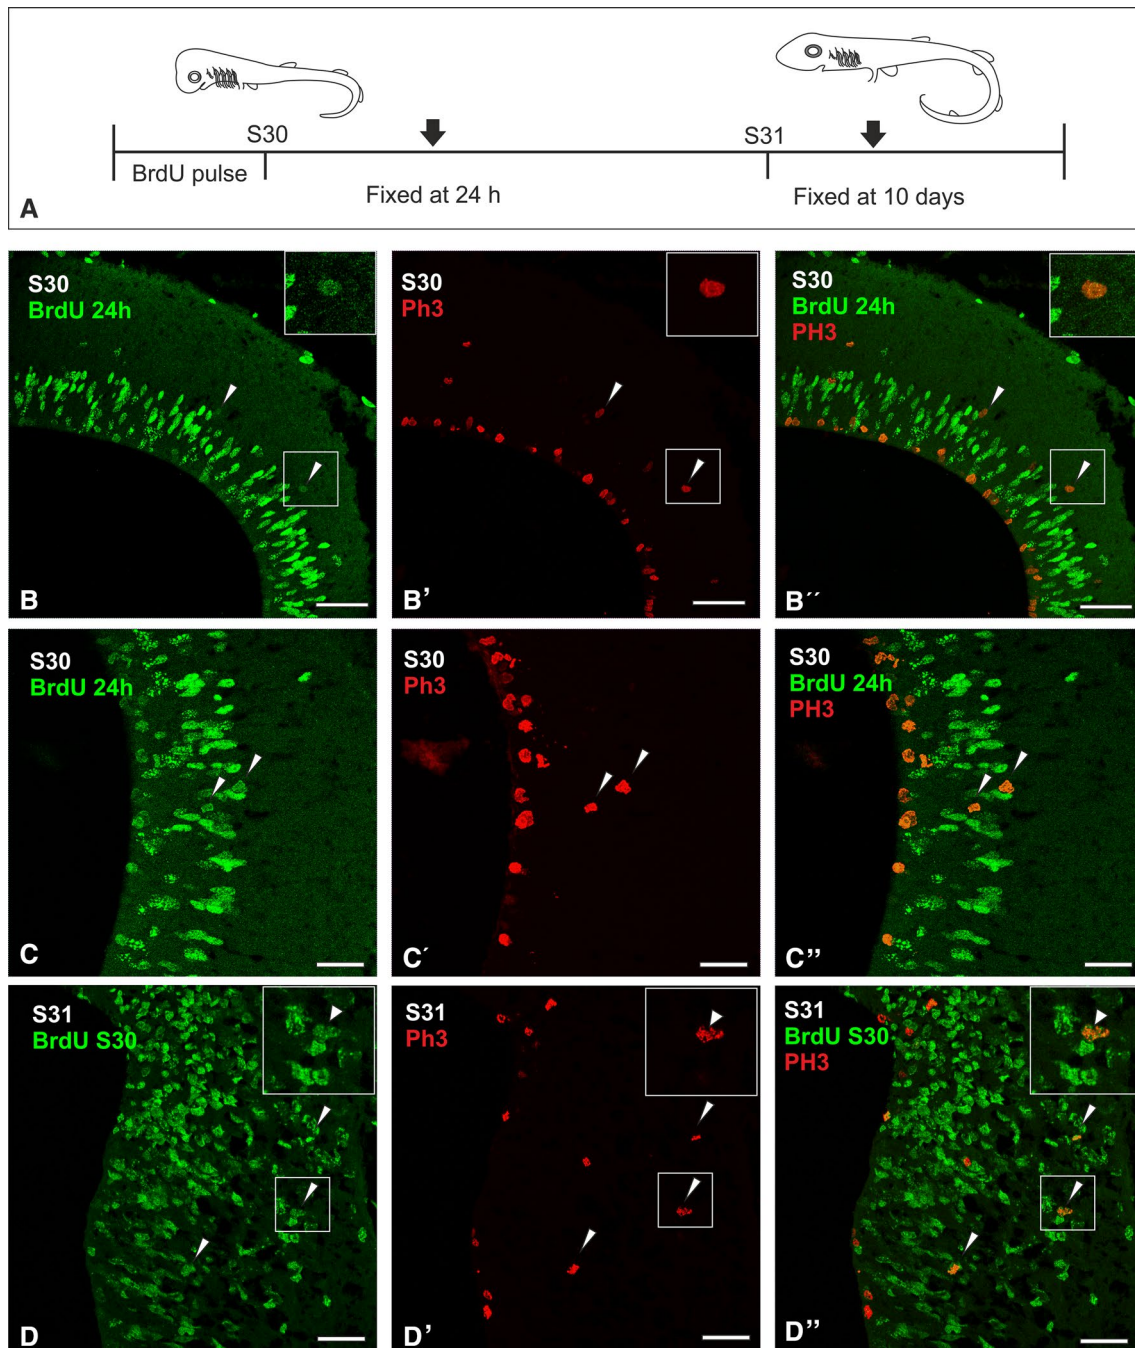 S30
S31
BrdU pulse
Fixed at 24 h
Fixed at 10 days
A
S30
BrdU 24h
B
S30
Ph3
B’
S30
BrdU 24h
PH3
B´´
S30
BrdU 24h
C
S30
Ph3
C´
S30
BrdU 24h
PH3
C’’
S31
BrdU S30
D
S31
Ph3
D’
S31
BrdU S30
PH3
D’’